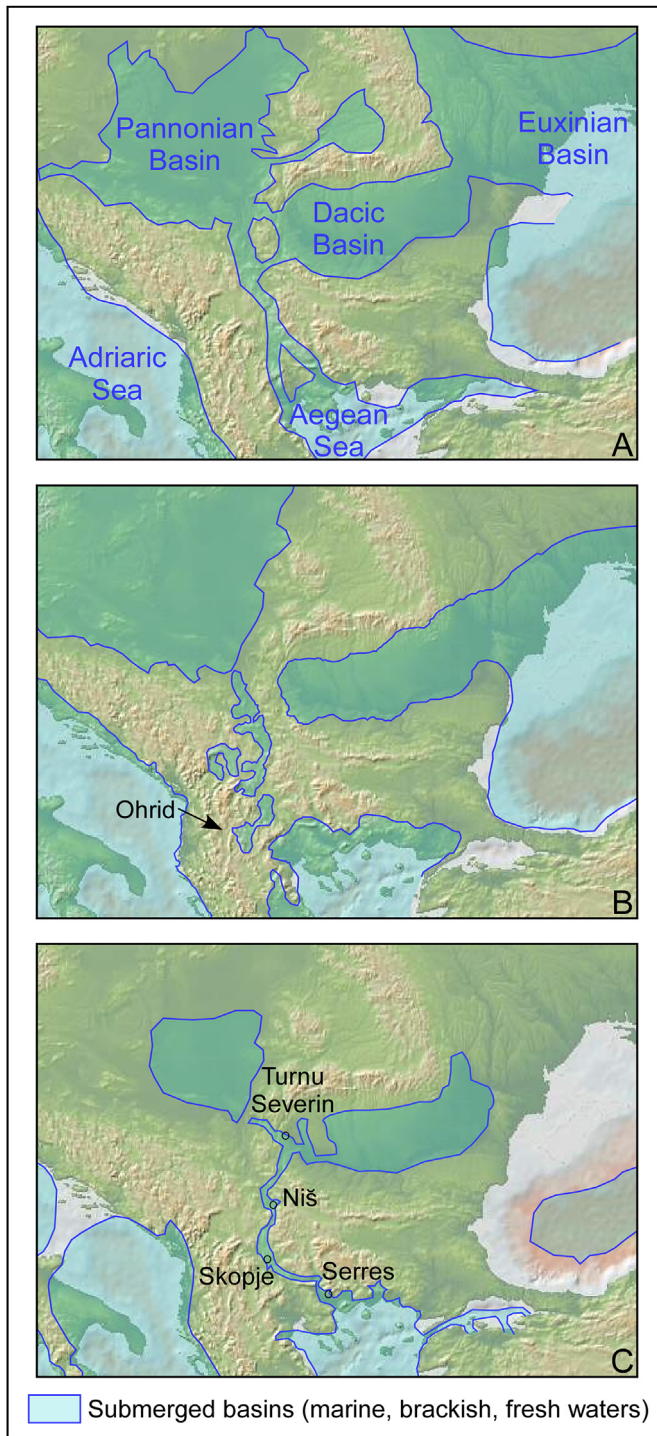 Pannonian
Basin
Euxinian
Basin
Dacic
Basin
Adriaric
Sea
Aegean
Sea
A
Ohrid
B
Turnu
Severin
Niš
Skopje
Serres
C
Submerged basins (marine, brackish, fresh waters)